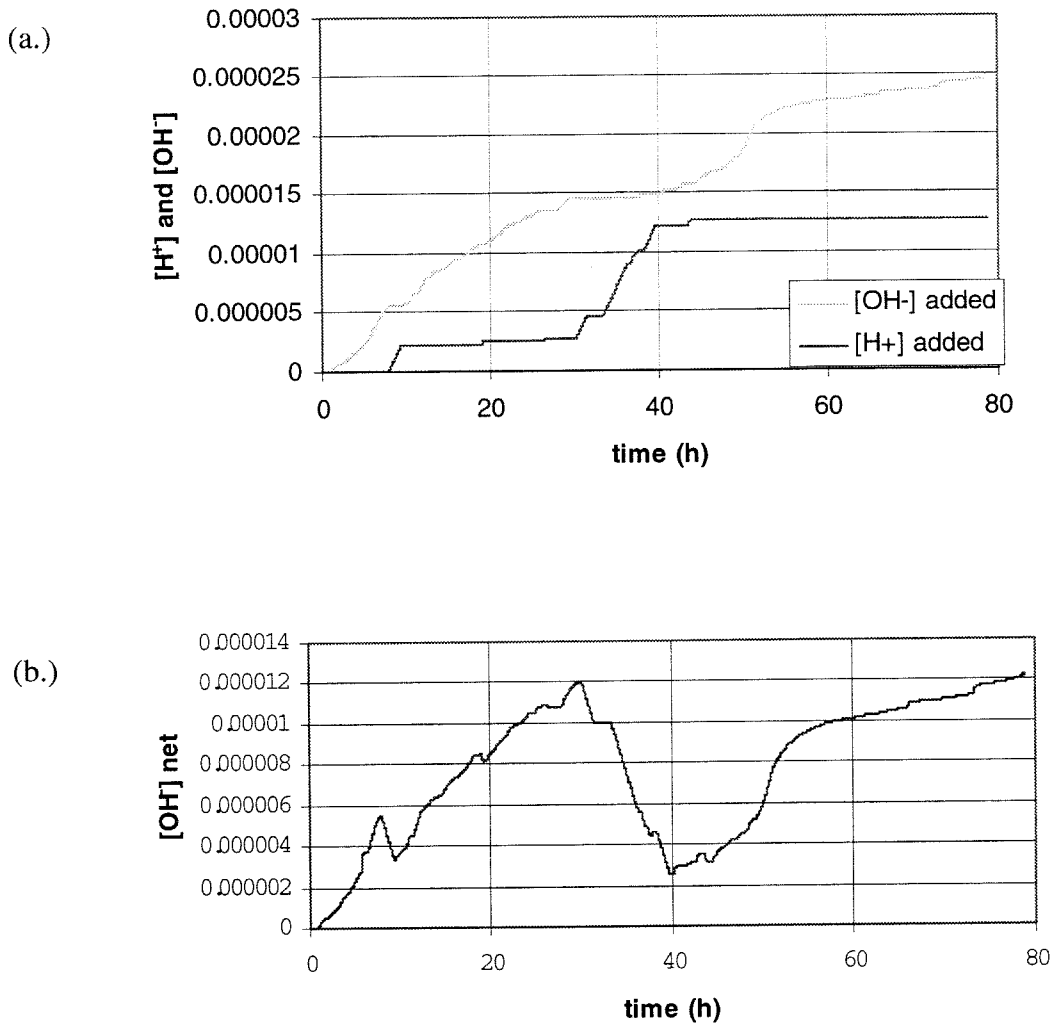 (a.)
0.00003
0.000025
0.00002
0.000015
0.00001
0.000005
0
[H+] and [OH-]
0 20 40 60 80
time (h)
[OH-] added
[H+] added
(b.)
0.000014
0.000012
0.00001
0.000008
0.000006
0.000004
0.000002
0
[OH-] net
0 20 40 60 80
time (h)